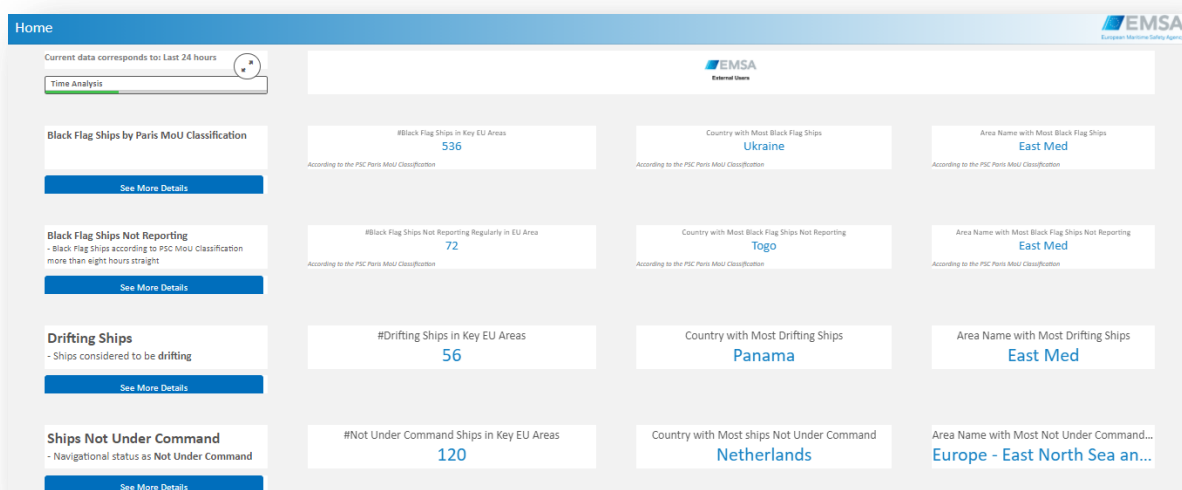 Home
EMSA
European Maritime Safety Agency
Current data corresponds to: Last 24 hours
Time Analysis
EMSA
External Users
Black Flag Ships by Paris MoU Classification
See More Details
#Black Flag Ships in Key EU Areas
536
According to the PSC Paris MoU Classification
Country with Most Black Flag Ships
Ukraine
According to the PSC Paris MoU Classification
Area Name with Most Black Flag Ships
East Med
According to the PSC Paris MoU Classification
Black Flag Ships Not Reporting
- Black Flag Ships according to PSC MoU Classification
more than eight hours straight
See More Details
#Black Flag Ships Not Reporting Regularly in EU Area
72
According to the PSC Paris MoU Classification
Country with Most Black Flag Ships Not Reporting
Togo
According to the PSC Paris MoU Classification
Area Name with Most Black Flag Ships Not Reporting
East Med
According to the PSC Paris MoU Classification
Drifting Ships
- Ships considered to be drifting
See More Details
#Drifting Ships in Key EU Areas
56
Country with Most Drifting Ships
Panama
Area Name with Most Drifting Ships
East Med
Ships Not Under Command
- Navigational status as Not Under Command
See More Details
#Not Under Command Ships in Key EU Areas
120
Country with Most ships Not Under Command
Netherlands
Area Name with Most Not Under Command...
Europe - East North Sea an...